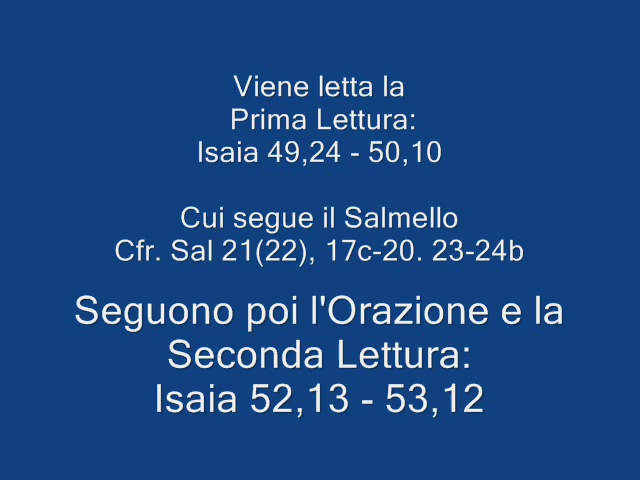 Viene letta la
Prima Lettura:
Isaia 49,24 - 50,10
Cui segue il Salmello
Cfr. Sal 21(22), 17c-20. 23-24b
Seguono poi l'Orazione e la
Seconda Lettura:
Isaia 52,13 - 53,12